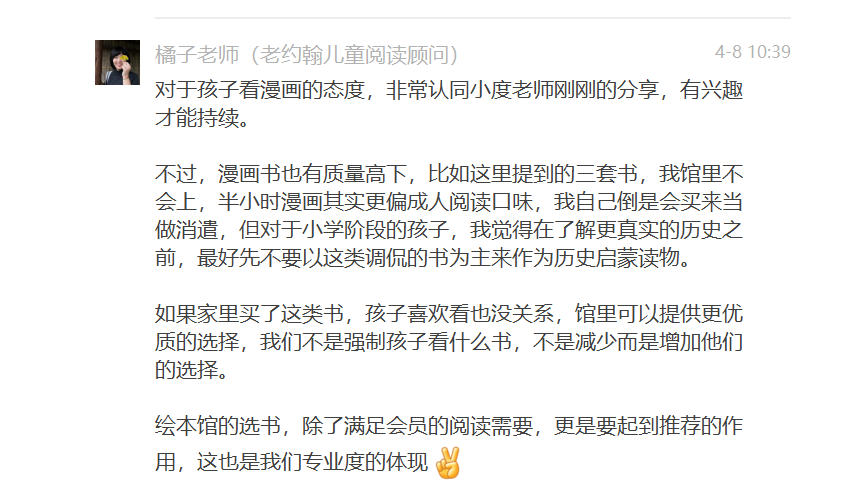 橘子老师（老约翰儿童阅读顾问）
4-8 10:39
对于孩子看漫画的态度，非常认同小度老师刚刚的分享，有兴趣
才能持续。
不过，漫画书也有质量高下，比如这里提到的三套书，我馆里不
会上，半小时漫画其实更偏成人阅读口味，我自己倒是会买来当
做消遣，但对于小学阶段的孩子，我觉得在了解更真实的历史之
前，最好先不要以这类调侃的书为主来作为历史启蒙读物。
如果家里买了这类书，孩子喜欢看也没关系，馆里可以提供更优
质的选择，我们不是强制孩子看什么书，不是减少而是增加他们
的选择。
绘本馆的选书，除了满足会员的阅读需要，更是要起到推荐的作
用，这也是我们专业度的体现✌